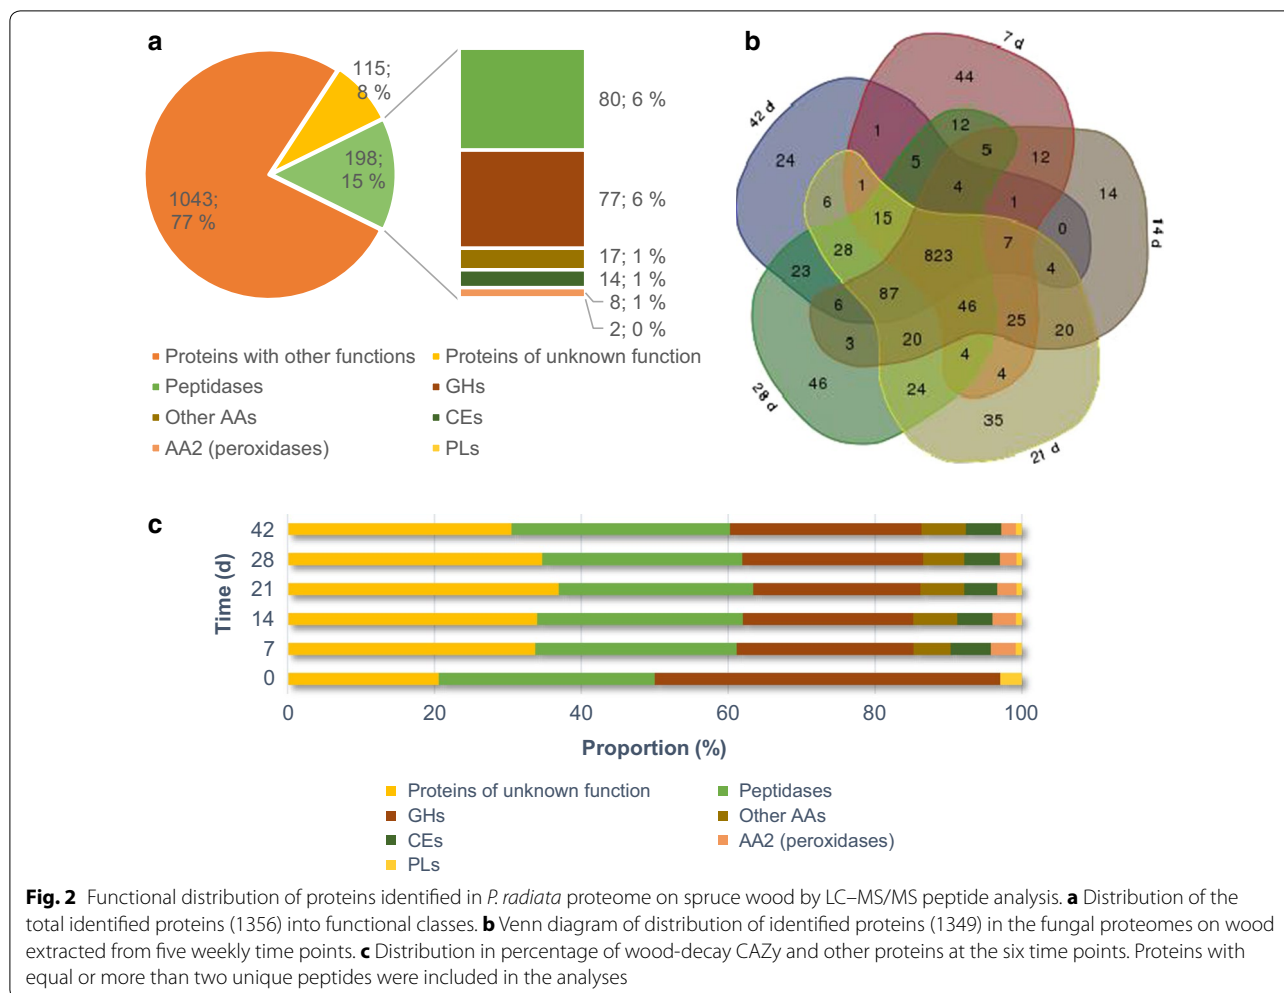 a
115;
8 %
198;
15 %
1043;
77 %
80; 6 %
77; 6 %
17; 1 %
14; 1 %
8; 1 %
2; 0 %
Proteins with other functions
Proteins of unknown function
Peptidases
GHs
Other AAs
CEs
AA2 (peroxidases)
PLs
b
7 d
42 d
14 d
28 d
21 d
44
1
12
5
5
12
24
14
1
4
1
0
6
15
7
28
823
4
23
87
6
46
25
20
3
20
4
4
46
24
35
c
Time (d)
42
28
21
14
7
0
0 20 40 60 80 100
Proportion (%)
Proteins of unknown function
Peptidases
GHs
Other AAs
CEs
AA2 (peroxidases)
PLs
Fig. 2 Functional distribution of proteins identified in P. radiata proteome on spruce wood by LC–MS/MS peptide analysis. a Distribution of the
total identified proteins (1356) into functional classes. b Venn diagram of distribution of identified proteins (1349) in the fungal proteomes on wood
extracted from five weekly time points. c Distribution in percentage of wood-decay CAZy and other proteins at the six time points. Proteins with
equal or more than two unique peptides were included in the analyses